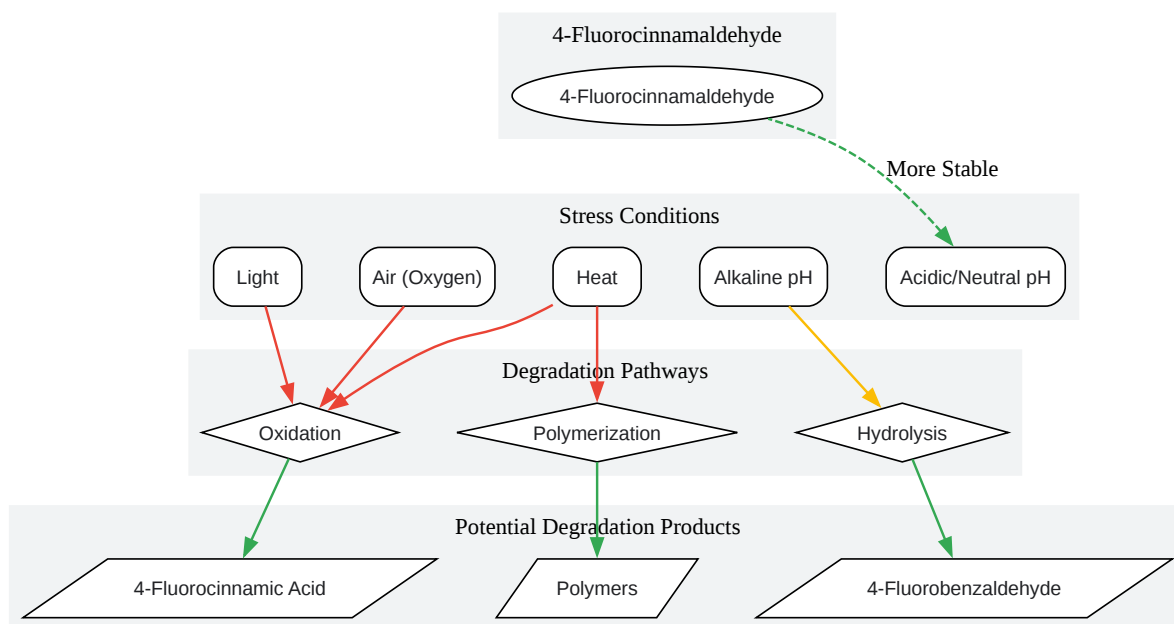 4-Fluorocinnamaldehyde
4-Fluorocinnamaldehyde
More Stable
Stress Conditions
Light
Air (Oxygen)
Heat
Alkaline pH
Acidic/Neutral pH
Degradation Pathways
Oxidation
Polymerization
Hydrolysis
Potential Degradation Products
4-Fluorocinnamic Acid
Polymers
4-Fluorobenzaldehyde